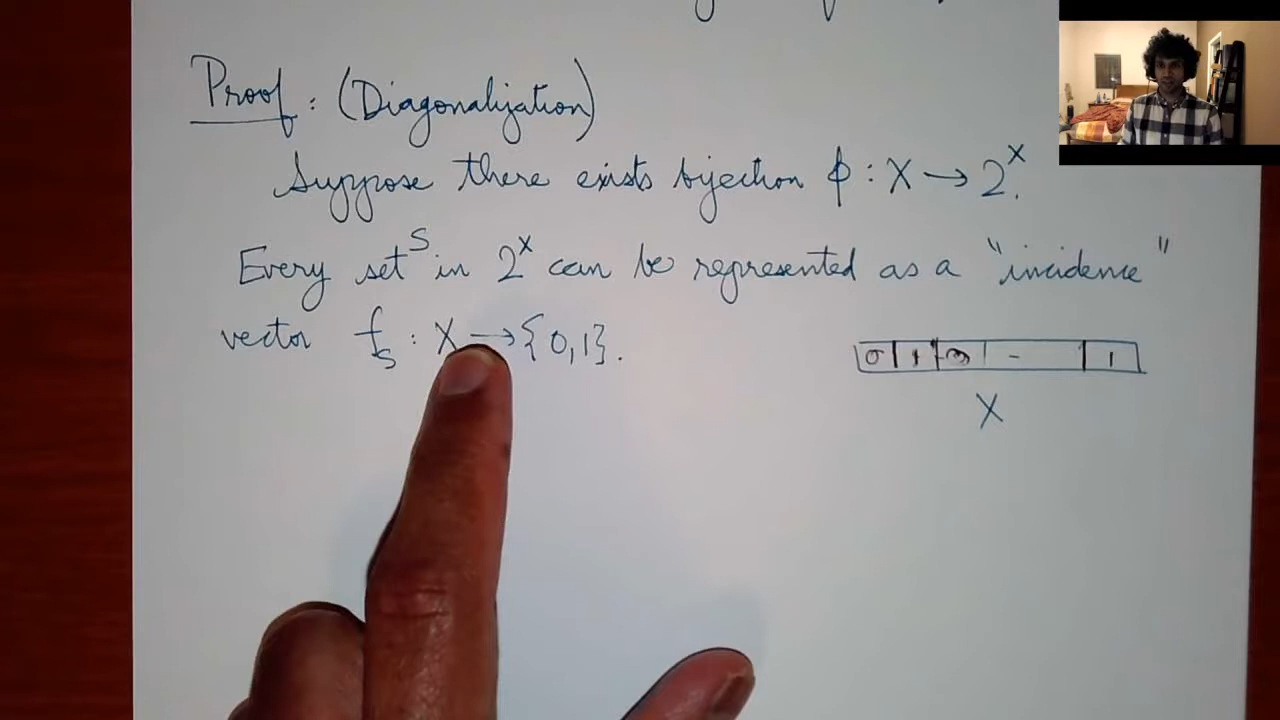 Proof : (Diagonalization)
Suppose there exists bijection ϕ : X → 2^X.
Every set S in 2^X can be represented as a "incidence"
vector f_S : X → {0,1}.
0 1 - 1
X